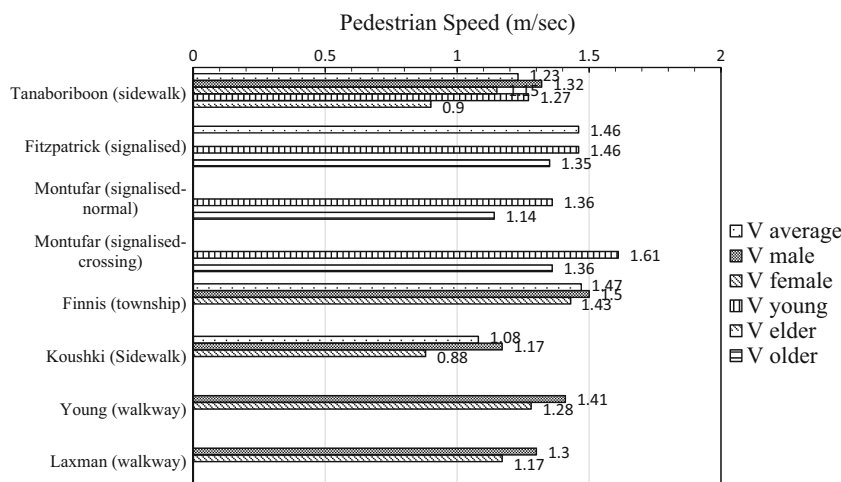 Pedestrian Speed (m/sec)
0 0.5 1 1.5 2
Tanaboriboon (sidewalk)
1.23
1.32
1.15
1.27
0.9
Fitzpatrick (signalised)
1.46
1.46
1.35
Montufar (signalised-
normal)
1.36
1.14
Montufar (signalised-
crossing)
1.61
1.36
Finnis (township)
1.47
1.5
1.43
Koushki (Sidewalk)
1.08
1.17
0.88
Young (walkway)
1.41
1.28
Laxman (walkway)
1.3
1.17
V average
V male
V female
V young
V elder
V older